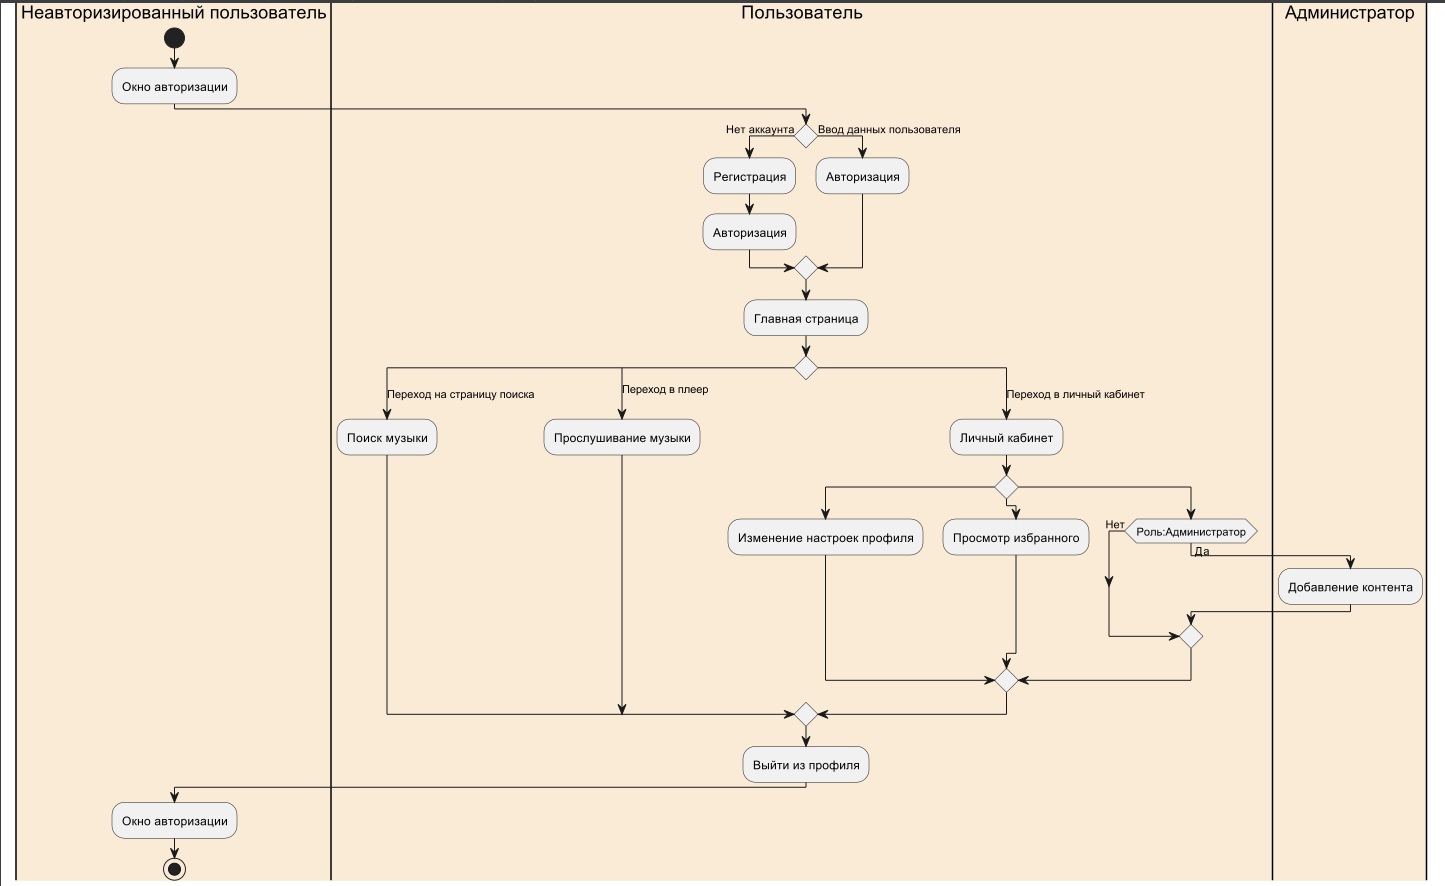 Неавторизированный пользователь
Пользователь
Администратор
Окно авторизации
Нет аккаунта
Ввод данных пользователя
Регистрация
Авторизация
Авторизация
Главная страница
Переход на страницу поиска
Переход в плеер
Переход в личный кабинет
Поиск музыки
Прослушивание музыки
Личный кабинет
Изменение настроек профиля
Просмотр избранного
Нет
Роль:Администратор
Да
Добавление контента
Выйти из профиля
Окно авторизации